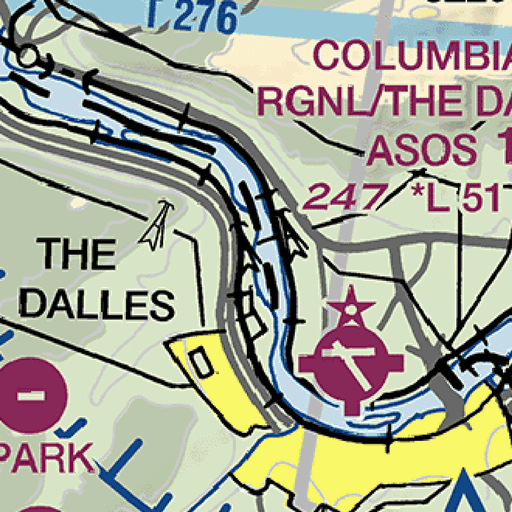 T 276
COLUMBIA
RGNL/THE DA
ASOS 1
247 *L 51
THE
DALLES
PARK